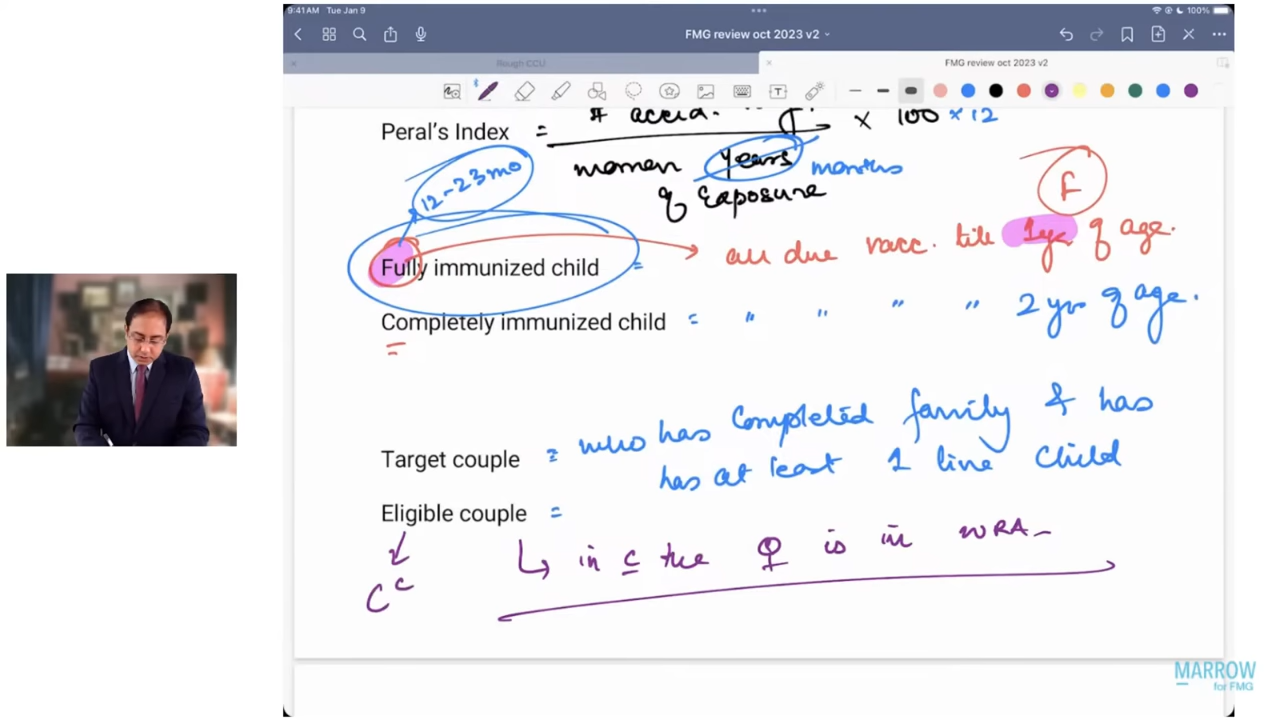 9:41 AM Tue Jan 9
100%
FMG review oct 2023 v2
Rough CCU
FMG review oct 2023 v2
# accid.
Peral's Index = × 100 × 12
women years months
of Exposure
12-23 mo
F
Fully immunized child = all due vacc. till 1yr of age.
Completely immunized child = " " " " 2 yrs of age.
Target couple = who has completed family & has
has at least 1 live child
Eligible couple =
in c the ♀ is in WRA
CC
MARROW
for FMG